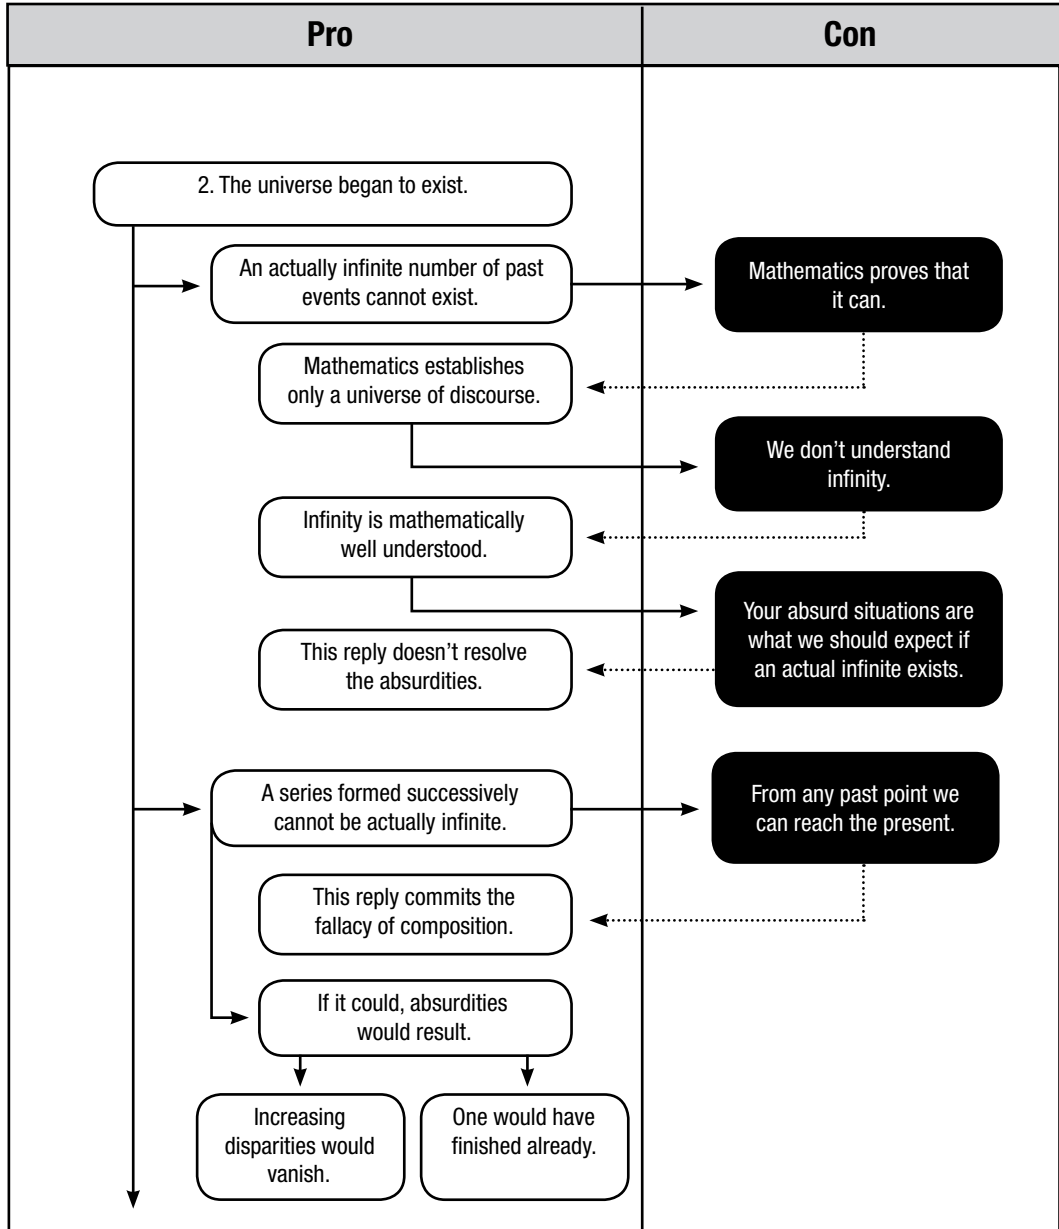 Pro
Con
2. The universe began to exist.
An actually infinite number of past
events cannot exist.
Mathematics proves that
it can.
Mathematics establishes
only a universe of discourse.
We don’t understand
infinity.
Infinity is mathematically
well understood.
Your absurd situations are
what we should expect if
an actual infinite exists.
This reply doesn’t resolve
the absurdities.
A series formed successively
cannot be actually infinite.
From any past point we
can reach the present.
This reply commits the
fallacy of composition.
If it could, absurdities
would result.
Increasing
disparities would
vanish.
One would have
finished already.